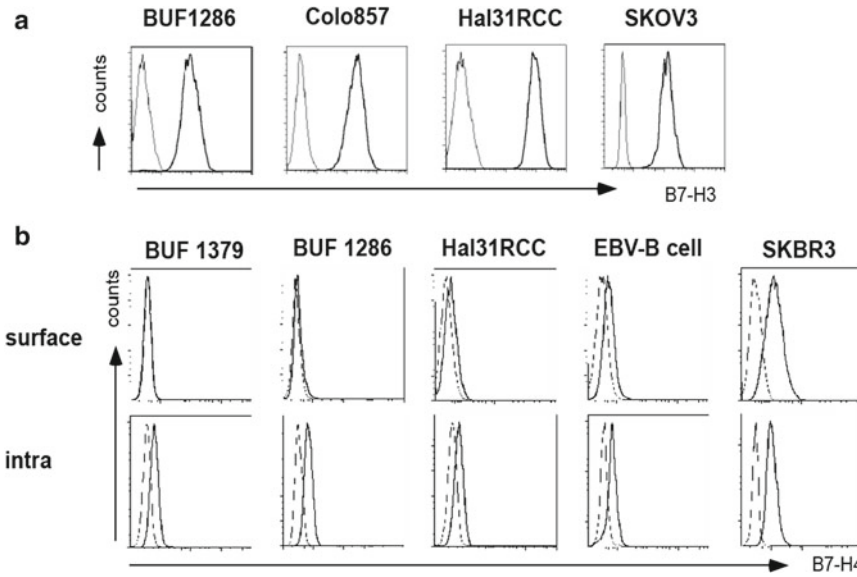 a
BUF1286 Colo857 Hal31RCC SKOV3
counts
B7-H3
b
BUF 1379 BUF 1286 Hal31RCC EBV-B cell SKBR3
counts
surface
intra
B7-H4